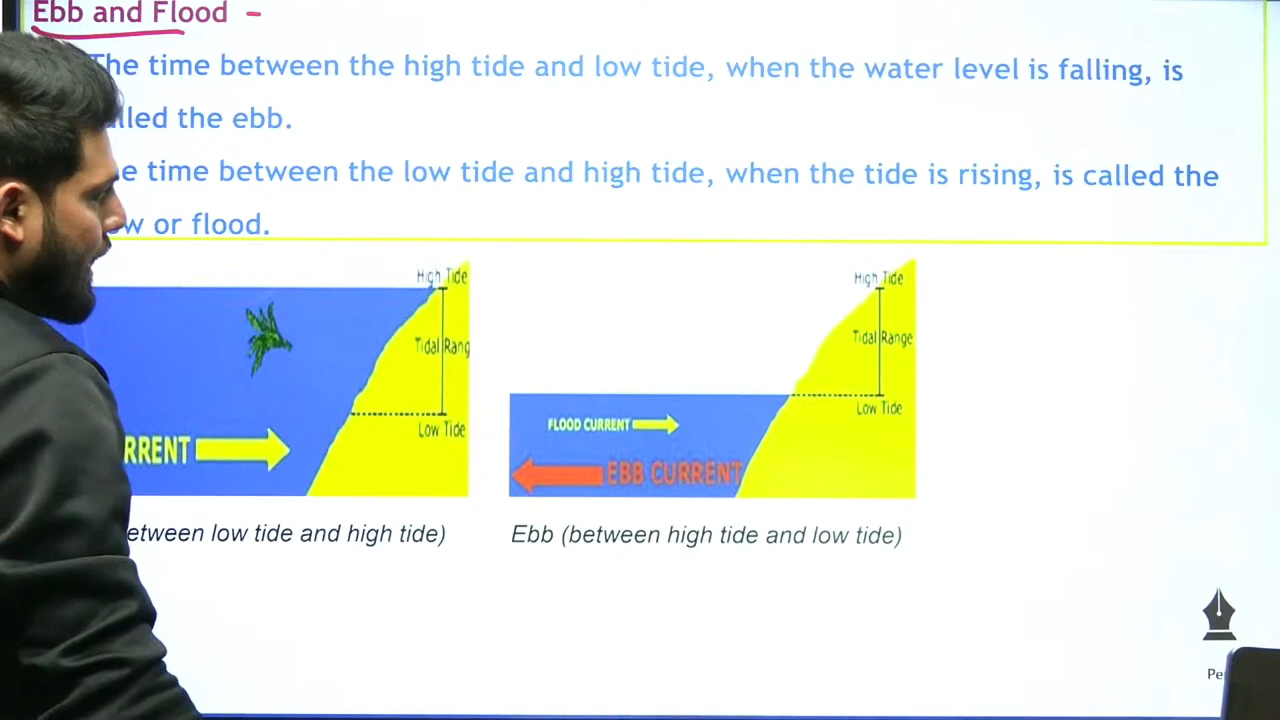 Ebb and Flood -
The time between the high tide and low tide, when the water level is falling, is
called the ebb.
time between the low tide and high tide, when the tide is rising, is called the
or flood.
High Tide
High Tide
Tidal Rang
Tidal Range
Low Tide
Low Tide
FLOOD CURRENT
RRENT
EBB CURRENT
etween low tide and high tide)
Ebb (between high tide and low tide)
Pe